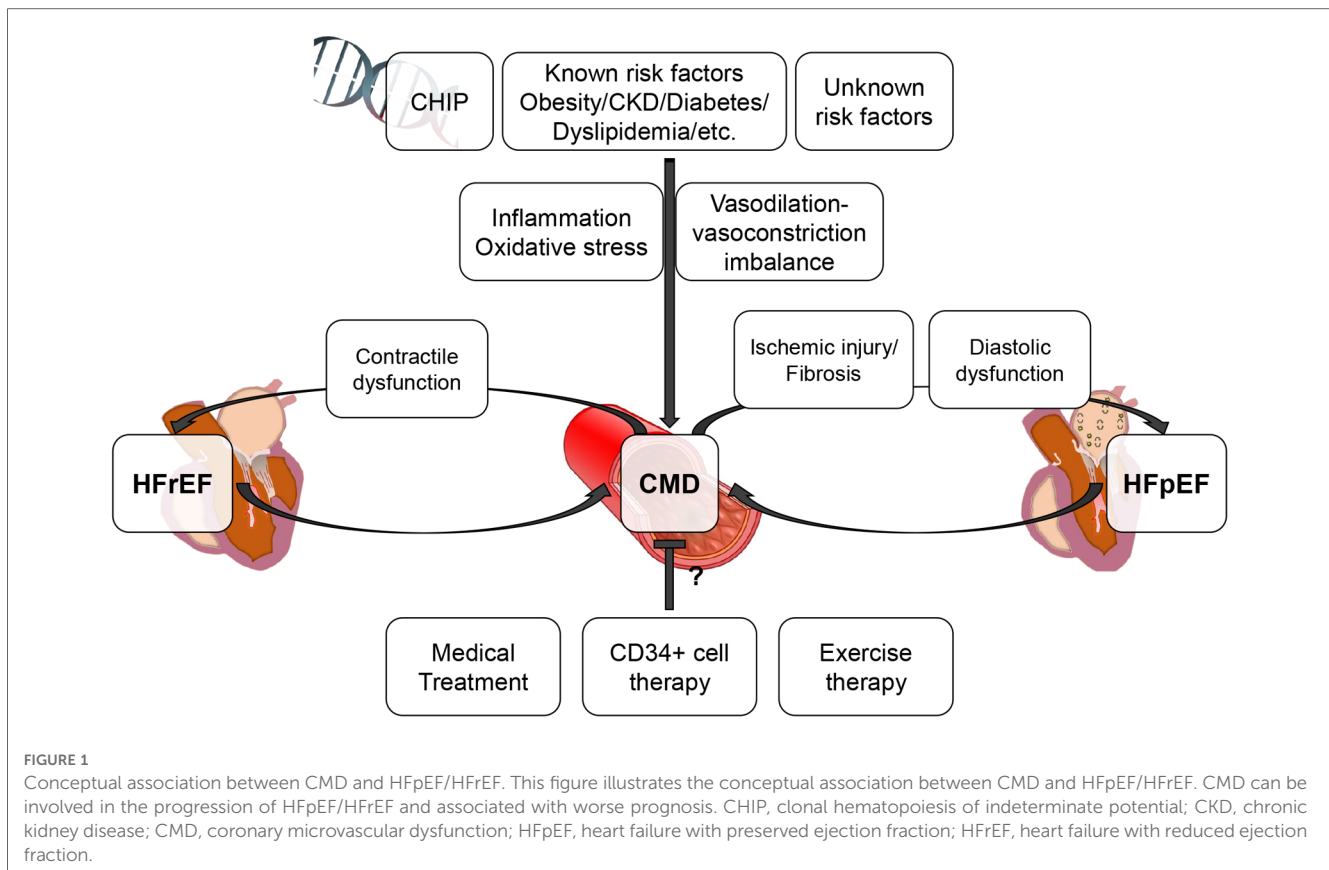 CHIP
Known risk factors
Obesity/CKD/Diabetes/
Dyslipidemia/etc.
Unknown
risk factors
Inflammation
Oxidative stress
Vasodilation-
vasoconstriction
imbalance
Contractile
dysfunction
Ischemic injury/
Fibrosis
Diastolic
dysfunction
HFrEF
CMD
HFpEF
?
Medical
Treatment
CD34+ cell
therapy
Exercise
therapy
FIGURE 1
Conceptual association between CMD and HFpEF/HFrEF. This figure illustrates the conceptual association between CMD and HFpEF/HFrEF. CMD can be
involved in the progression of HFpEF/HFrEF and associated with worse prognosis. CHIP, clonal hematopoiesis of indeterminate potential; CKD, chronic
kidney disease; CMD, coronary microvascular dysfunction; HFpEF, heart failure with preserved ejection fraction; HFrEF, heart failure with reduced ejection
fraction.